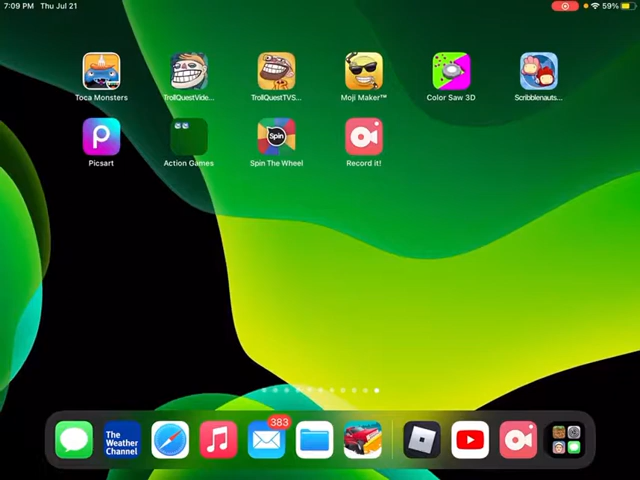 7:09 PM Thu Jul 21
59%
Toca Monsters
TrollQuestVide...
TrollQuestTVS...
Moji Maker™
Color Saw 3D
Scribblenauts...
Spin
Picsart
Action Games
Spin The Wheel
Record it!
383
The
Weather
Channel